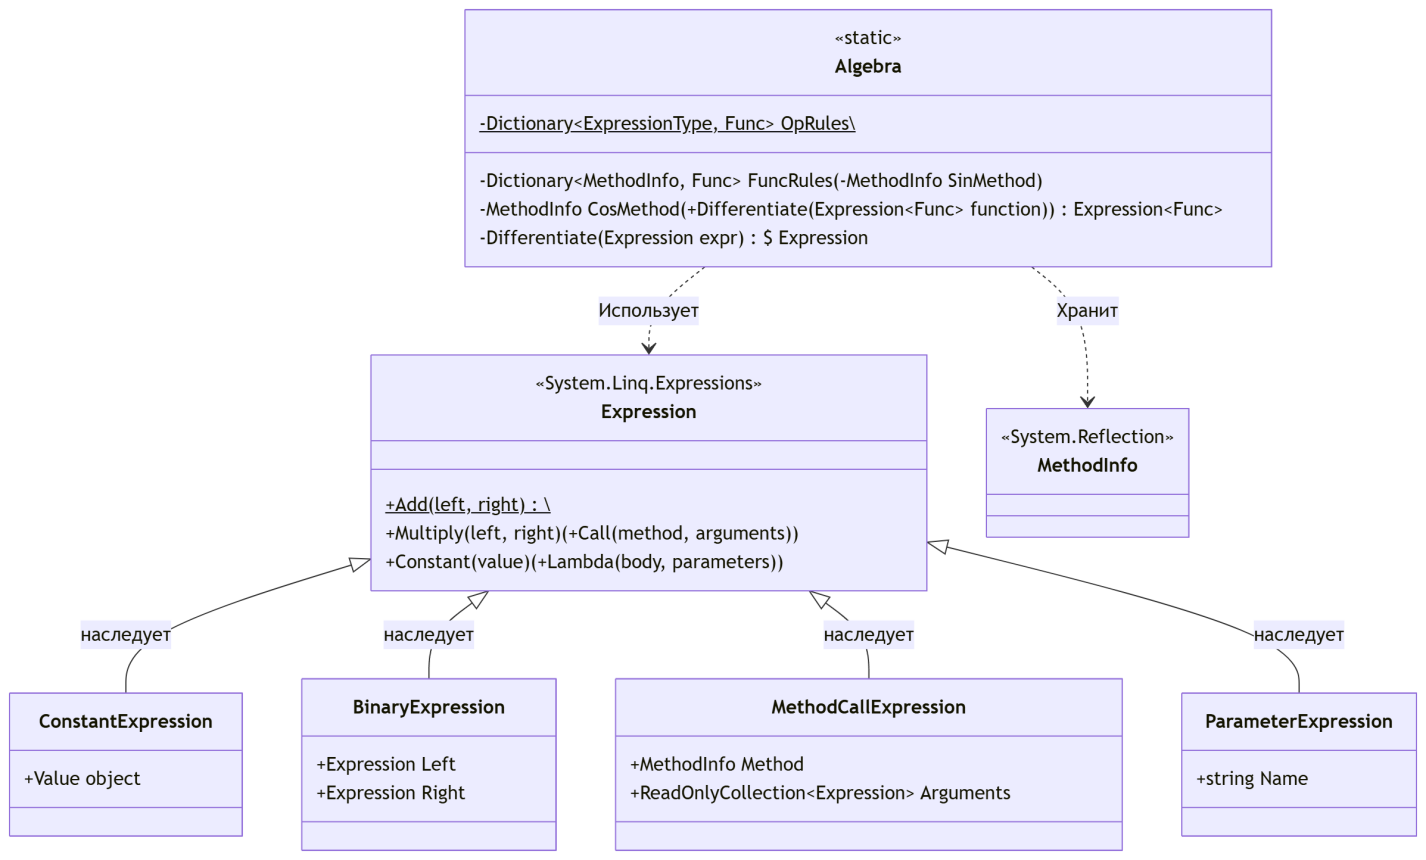 «static»
Algebra
-Dictionary<ExpressionType, Func> OpRules\
-Dictionary<MethodInfo, Func> FuncRules(-MethodInfo SinMethod)
-MethodInfo CosMethod(+Differentiate(Expression<Func> function)) : Expression<Func>
-Differentiate(Expression expr) : $ Expression
Использует
Хранит
«System.Linq.Expressions»
Expression
+Add(left, right) : \
+Multiply(left, right)(+Call(method, arguments))
+Constant(value)(+Lambda(body, parameters))
«System.Reflection»
MethodInfo
наследует
наследует
наследует
наследует
ConstantExpression
+Value object
BinaryExpression
+Expression Left
+Expression Right
MethodCallExpression
+MethodInfo Method
+ReadOnlyCollection<Expression> Arguments
ParameterExpression
+string Name